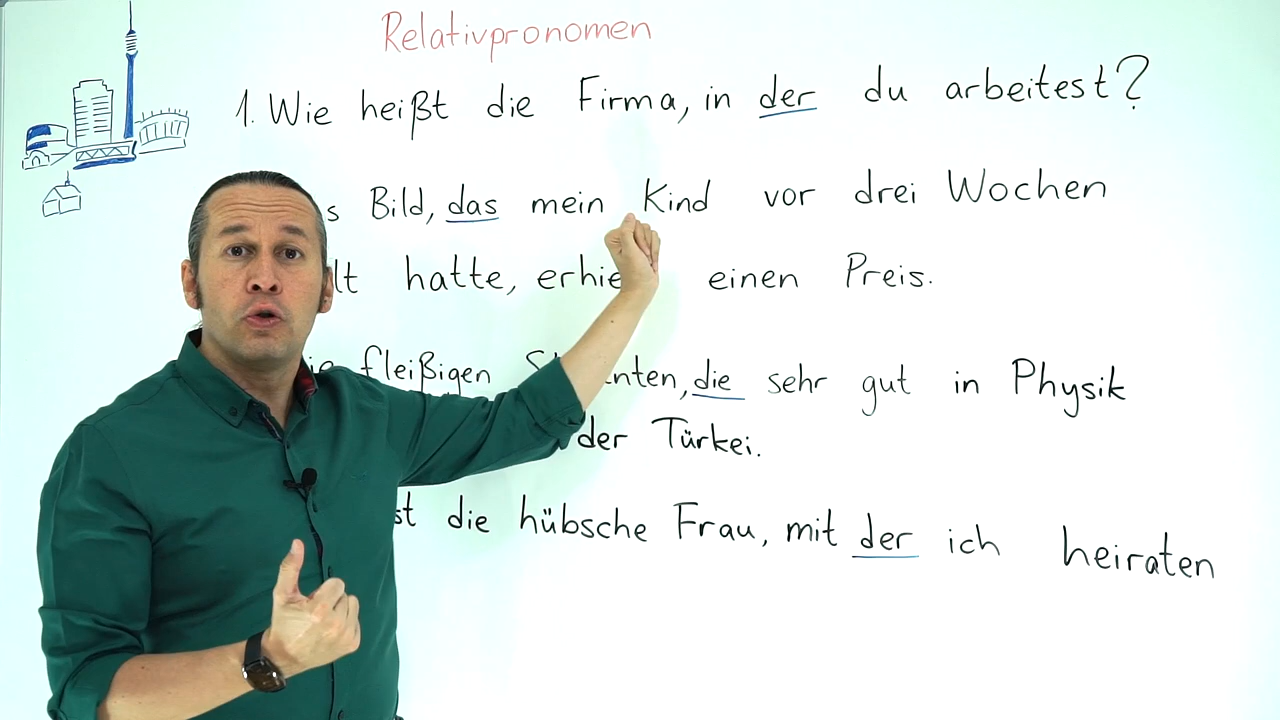 Relativpronomen
1. Wie heißt die Firma, in der du arbeitest?
s Bild, das mein Kind vor drei Wochen
lt hatte, erhie einen Preis.
ie fleißigen nten, die sehr gut in Physik
der Türkei.
st die hübsche Frau, mit der ich heiraten